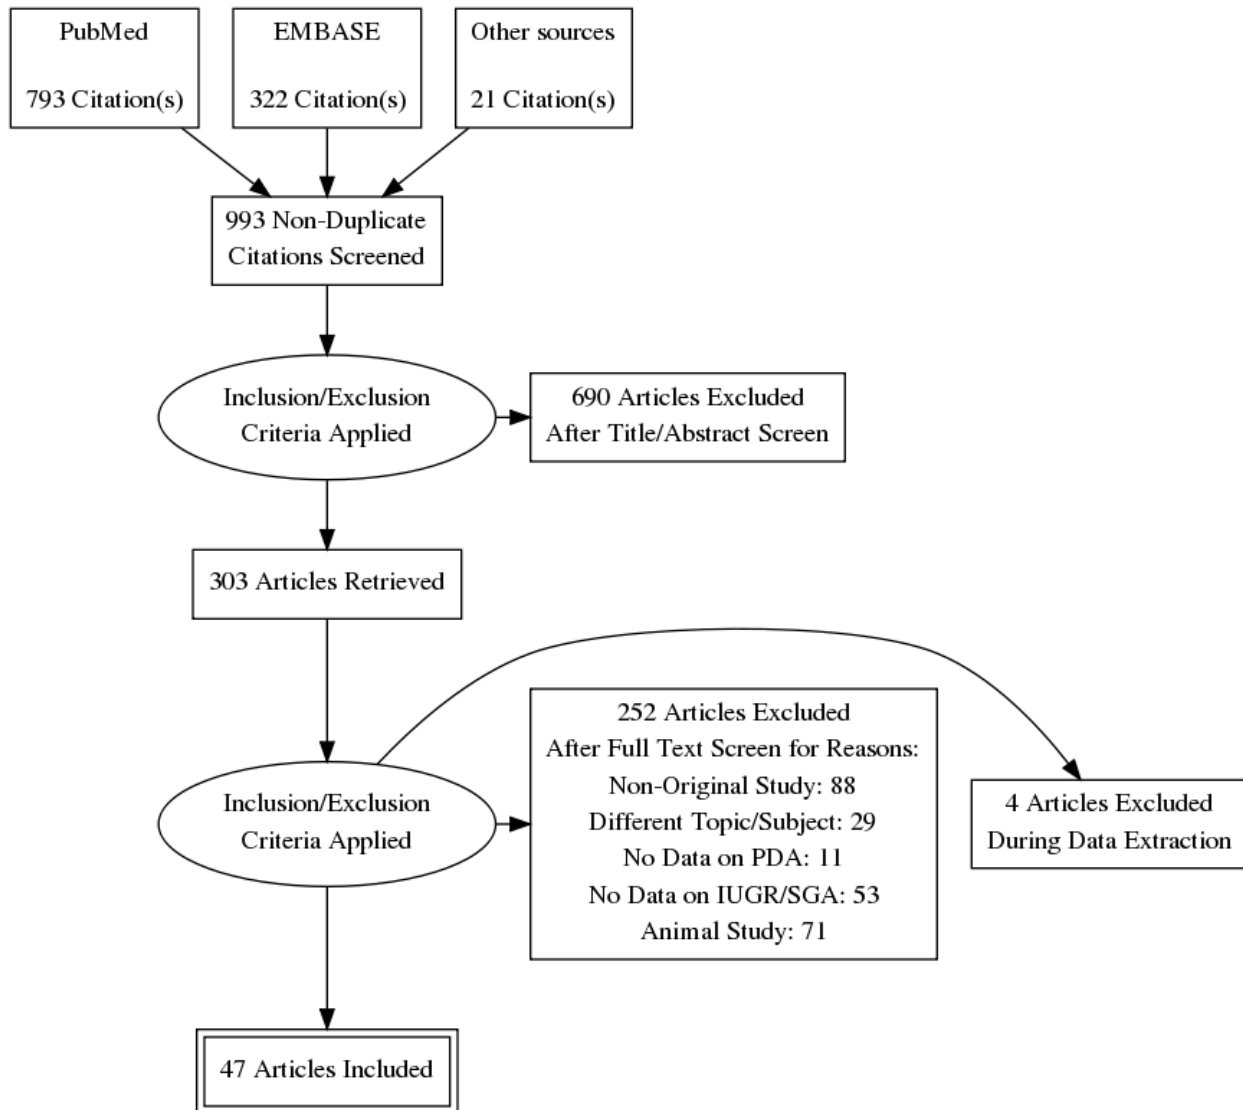 PubMed
793 Citation(s)
EMBASE
322 Citation(s)
Other sources
21 Citation(s)
993 Non-Duplicate
Citations Screened
Inclusion/Exclusion
Criteria Applied
690 Articles Excluded
After Title/Abstract Screen
303 Articles Retrieved
Inclusion/Exclusion
Criteria Applied
252 Articles Excluded
After Full Text Screen for Reasons:
Non-Original Study: 88
Different Topic/Subject: 29
No Data on PDA: 11
No Data on IUGR/SGA: 53
Animal Study: 71
4 Articles Excluded
During Data Extraction
47 Articles Included